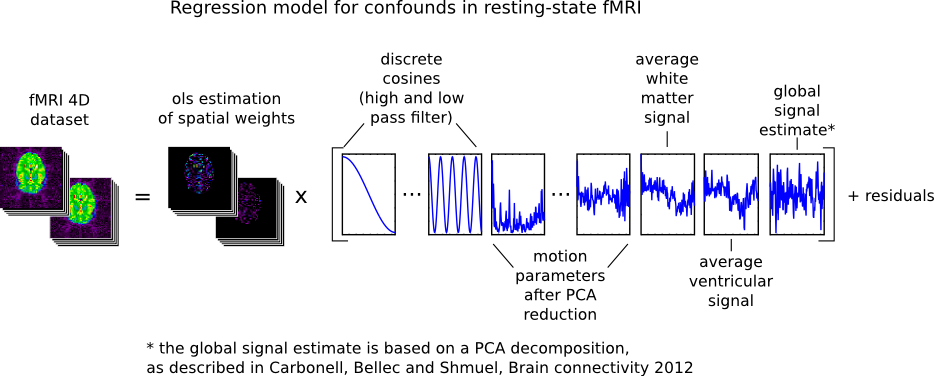 Regression model for confounds in resting-state fMRI
discrete
cosines
(high and low
pass filter)
average
white
matter
signal
global
signal
estimate*
fMRI 4D
dataset
ols estimation
of spatial weights
=
x
...
...
+ residuals
motion
parameters
after PCA
reduction
average
ventricular
signal
* the global signal estimate is based on a PCA decomposition,
as described in Carbonell, Bellec and Shmuel, Brain connectivity 2012